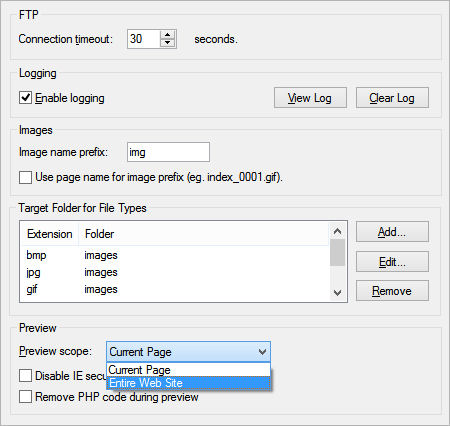 FTP
Connection timeout: 30 seconds.
Logging
Enable logging View Log Clear Log
Images
Image name prefix: img
Use page name for image prefix (eg. index_0001.gif).
Target Folder for File Types
Extension Folder Add...
bmp images
jpg images Edit...
gif images Remove
Preview
Preview scope: Current Page
Current Page
Disable IE Entire Web Site
Remove PHP code during preview